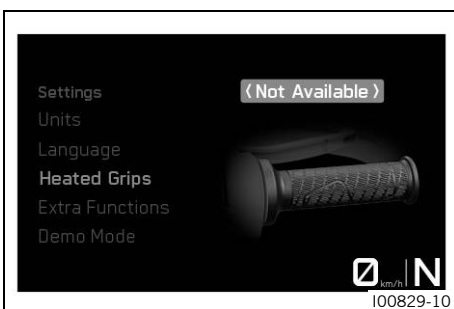 Settings
⟨Not Available⟩
Units
Language
Heated Grips
Extra Functions
Demo Mode
0 km/h N
I00829-10